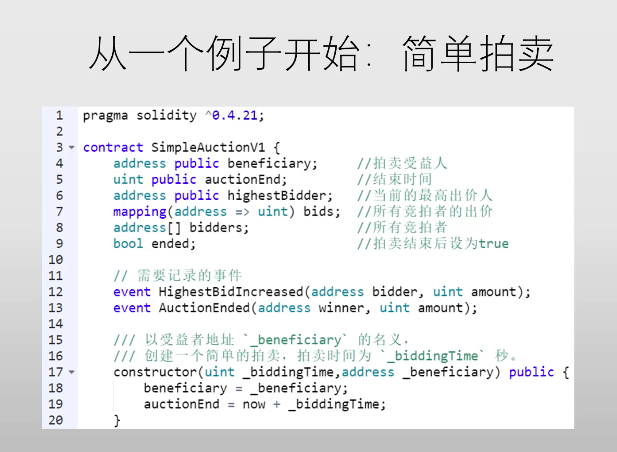 从一个例子开始：简单拍卖
1 pragma solidity ^0.4.21;
2
3 contract SimpleAuctionV1 {
4 address public beneficiary; //拍卖受益人
5 uint public auctionEnd; //结束时间
6 address public highestBidder; //当前的最高出价人
7 mapping(address => uint) bids; //所有竞拍者的出价
8 address[] bidders; //所有竞拍者
9 bool ended; //拍卖结束后设为true
10
11 // 需要记录的事件
12 event HighestBidIncreased(address bidder, uint amount);
13 event AuctionEnded(address winner, uint amount);
14
15 /// 以受益者地址 `_beneficiary` 的名义，
16 /// 创建一个简单的拍卖，拍卖时间为 `_biddingTime` 秒。
17 constructor(uint _biddingTime,address _beneficiary) public {
18 beneficiary = _beneficiary;
19 auctionEnd = now + _biddingTime;
20 }